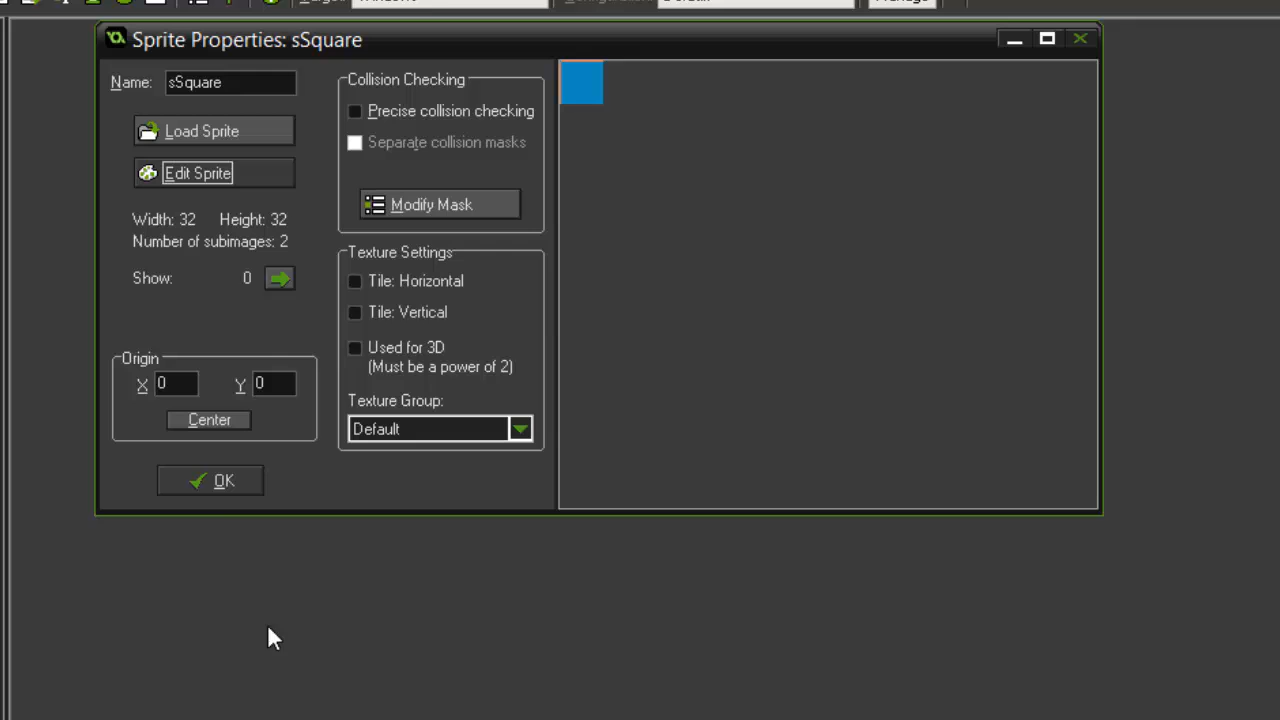 Sprite Properties: sSquare
Name: sSquare
Load Sprite
Edit Sprite
Width: 32 Height: 32
Number of subimages: 2
Show: 0
Origin
X 0 Y 0
Center
OK
Collision Checking
Precise collision checking
Separate collision masks
Modify Mask
Texture Settings
Tile: Horizontal
Tile: Vertical
Used for 3D
(Must be a power of 2)
Texture Group:
Default